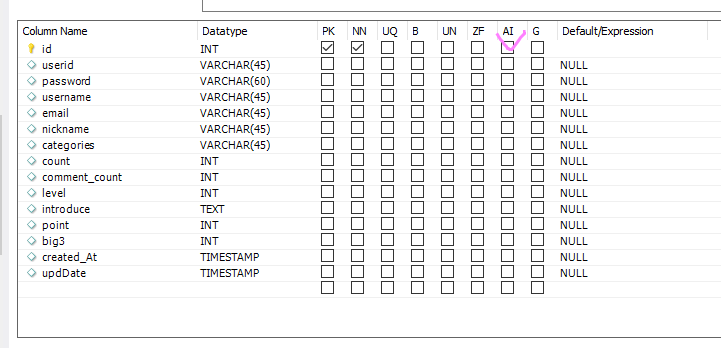 Column Name Datatype PK NN UQ B UN ZF AI G Default/Expression
id INT
userid VARCHAR(45) NULL
password VARCHAR(60) NULL
username VARCHAR(45) NULL
email VARCHAR(45) NULL
nickname VARCHAR(45) NULL
categories VARCHAR(45) NULL
count INT NULL
comment_count INT NULL
level INT NULL
introduce TEXT NULL
point INT NULL
big3 INT NULL
created_At TIMESTAMP NULL
updDate TIMESTAMP NULL